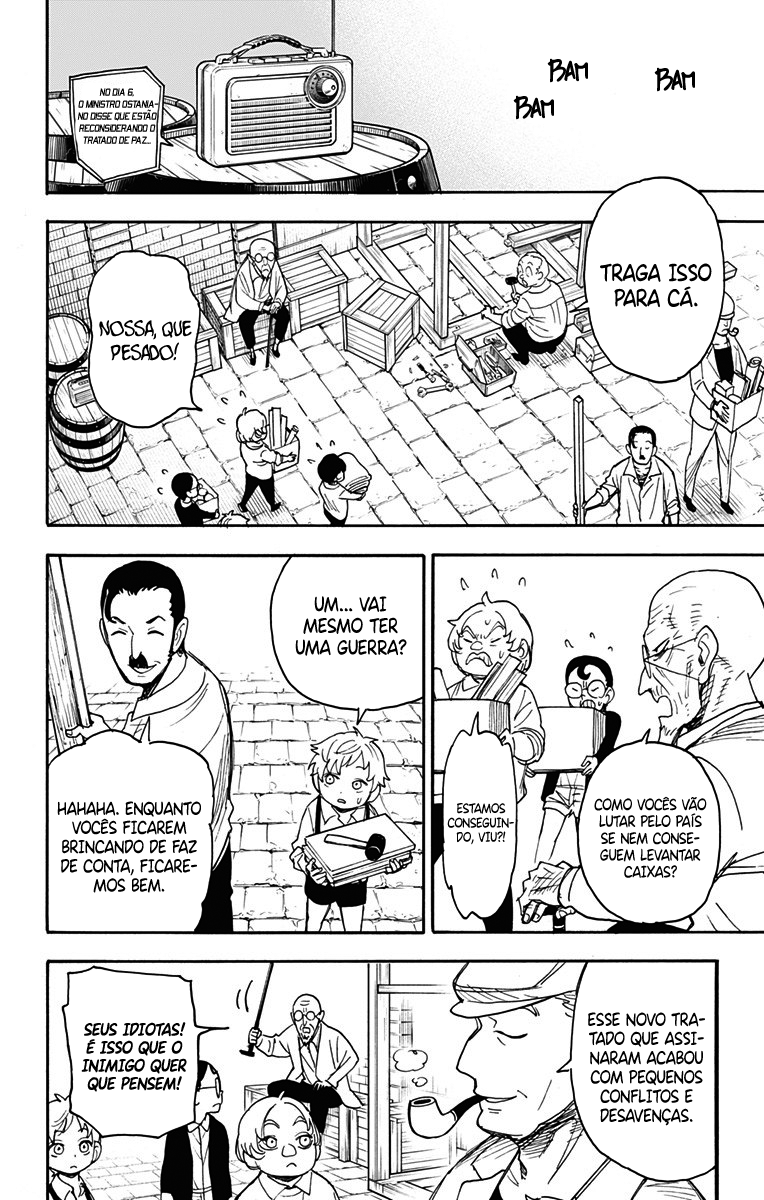 BAM
BAM
BAM
NO DIA 6,
O MINISTRO OSTANIA-
NO DISSE QUE ESTÃO
RECONSIDERANDO O
TRATADO DE PAZ...
TRAGA ISSO
PARA CÁ.
NOSSA, QUE
PESADO!
COMO VOCÊS VÃO
LUTAR PELO PAÍS
SE NEM CONSE-
GUEM LEVANTAR
CAIXAS?
ESTAMOS
CONSEGUIN-
DO, VIU?!
UM... VAI
MESMO TER
UMA GUERRA?
HAHAHA. ENQUANTO
VOCÊS FICAREM
BRINCANDO DE FAZ
DE CONTA, FICARE-
MOS BEM.
ESSE NOVO TRA-
TADO QUE ASSI-
NARAM ACABOU
COM PEQUENOS
CONFLITOS E
DESAVENÇAS.
SEUS IDIOTAS!
É ISSO QUE O
INIMIGO QUER
QUE PENSEM!